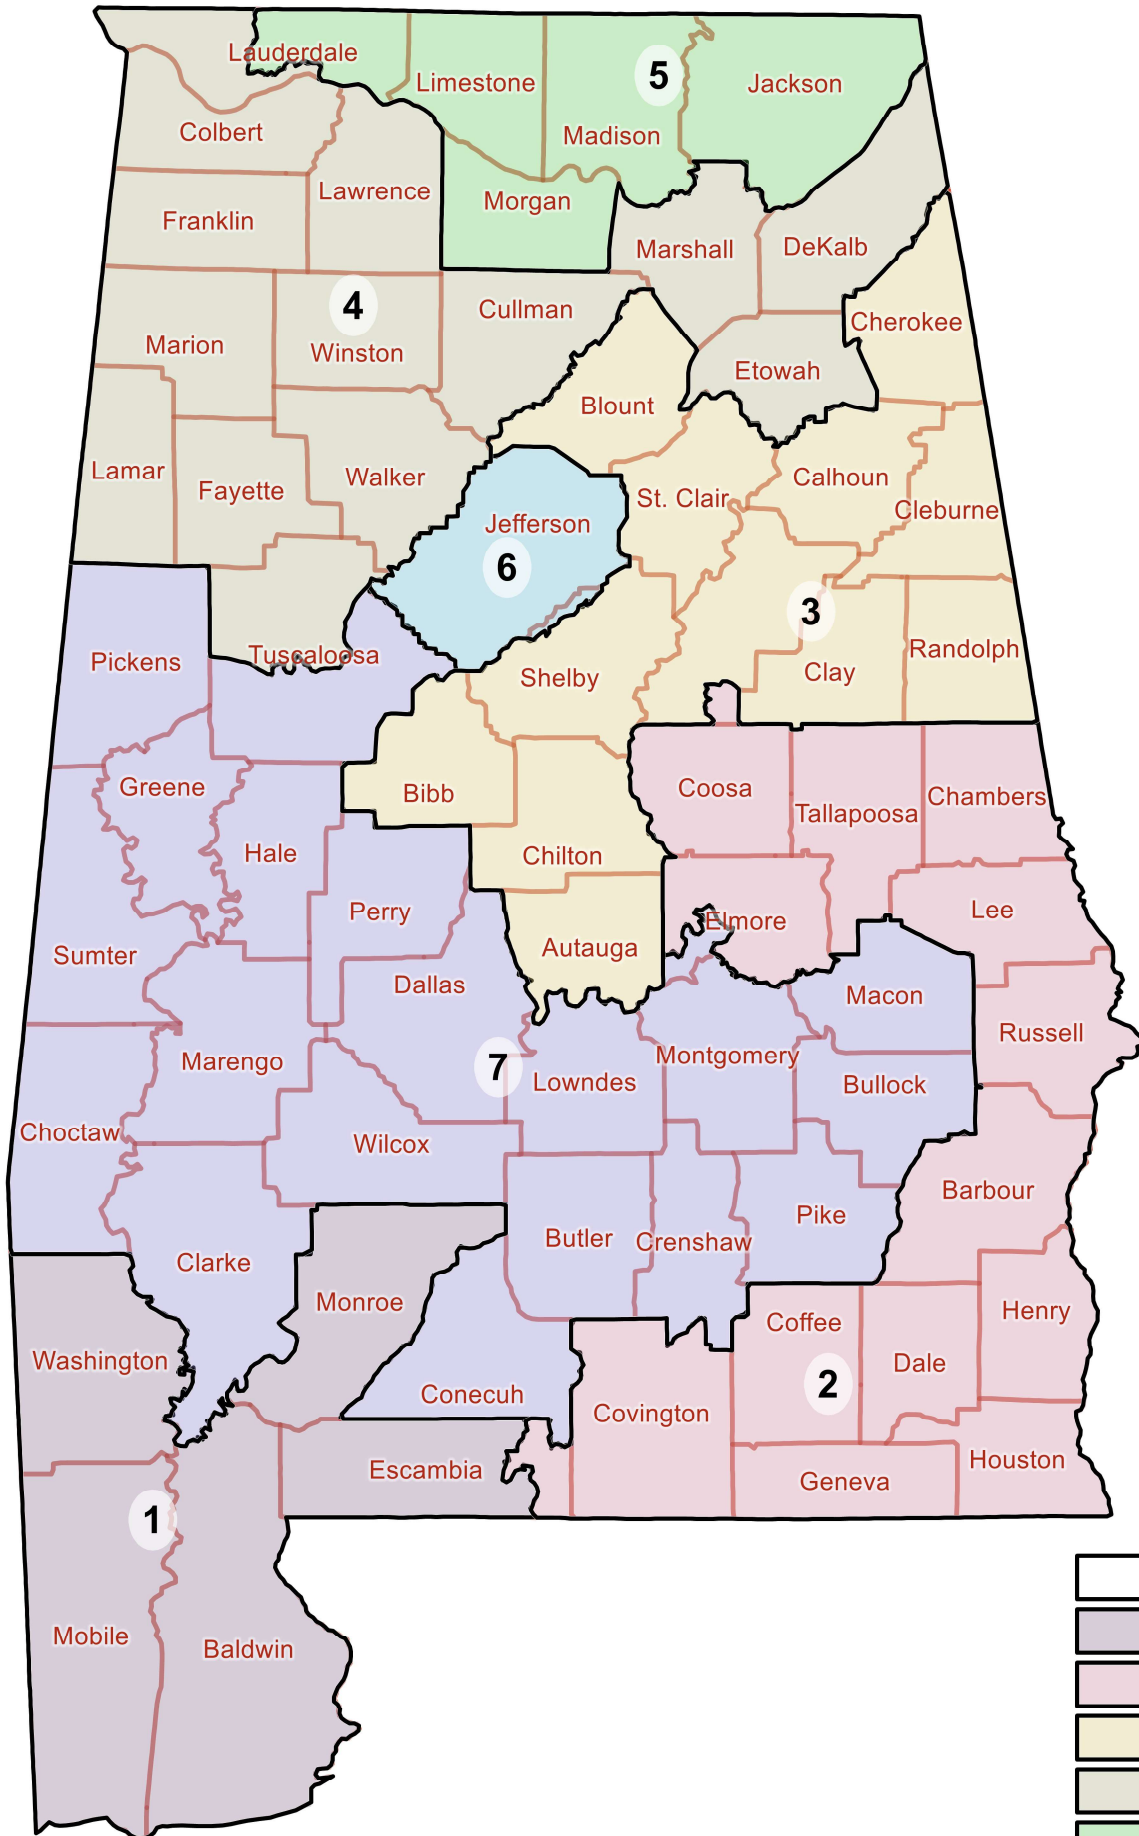 Lauderdale
Limestone
5
Jackson
Madison
Colbert
Lawrence
Morgan
Franklin
Marshall
DeKalb
4
Cullman
Cherokee
Marion
Winston
Etowah
Blount
Lamar
Fayette
Walker
St. Clair
Calhoun
Cleburne
Jefferson
6
3
Pickens
Tuscaloosa
Shelby
Clay
Randolph
Greene
Bibb
Coosa
Tallapoosa
Chambers
Hale
Chilton
Perry
Elmore
Lee
Sumter
Autauga
Dallas
Macon
Russell
Marengo
7
Lowndes
Montgomery
Bullock
Choctaw
Wilcox
Barbour
Pike
Butler
Crenshaw
Clarke
Monroe
Coffee
Henry
Washington
Dale
2
Conecuh
Covington
Escambia
Geneva
Houston
1
Mobile
Baldwin